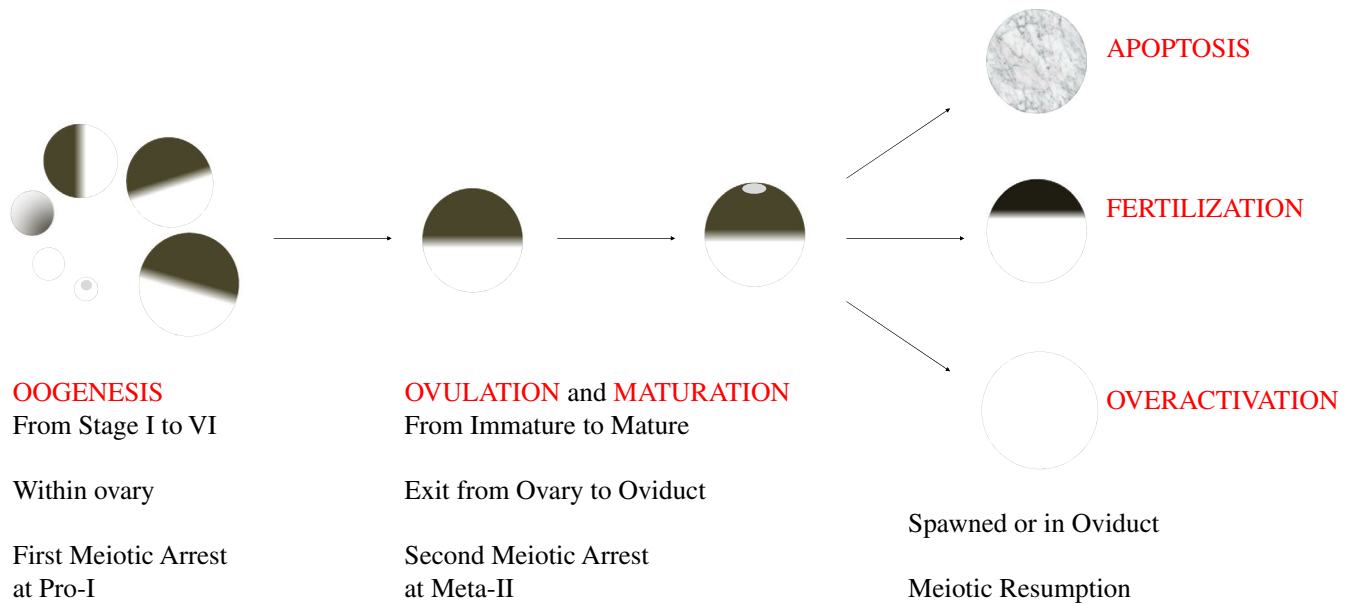 APOPTOSIS
FERTILIZATION
OVERACTIVATION
OOGENESIS
From Stage I to VI
Within ovary
First Meiotic Arrest
at Pro-I
OVULATION and MATURATION
From Immature to Mature
Exit from Ovary to Oviduct
Second Meiotic Arrest
at Meta-II
Spawned or in Oviduct
Meiotic Resumption